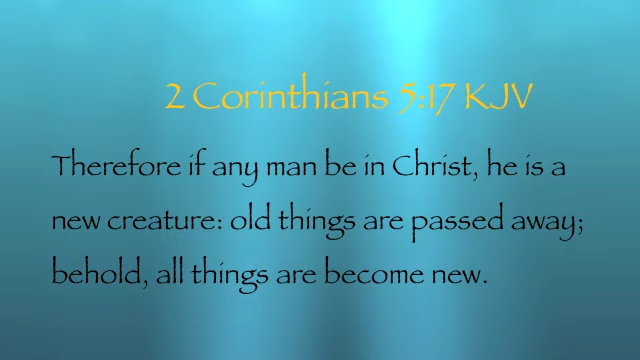 2 Corinthians 5:17 KJV
Therefore if any man be in Christ, he is a
new creature: old things are passed away;
behold, all things are become new.